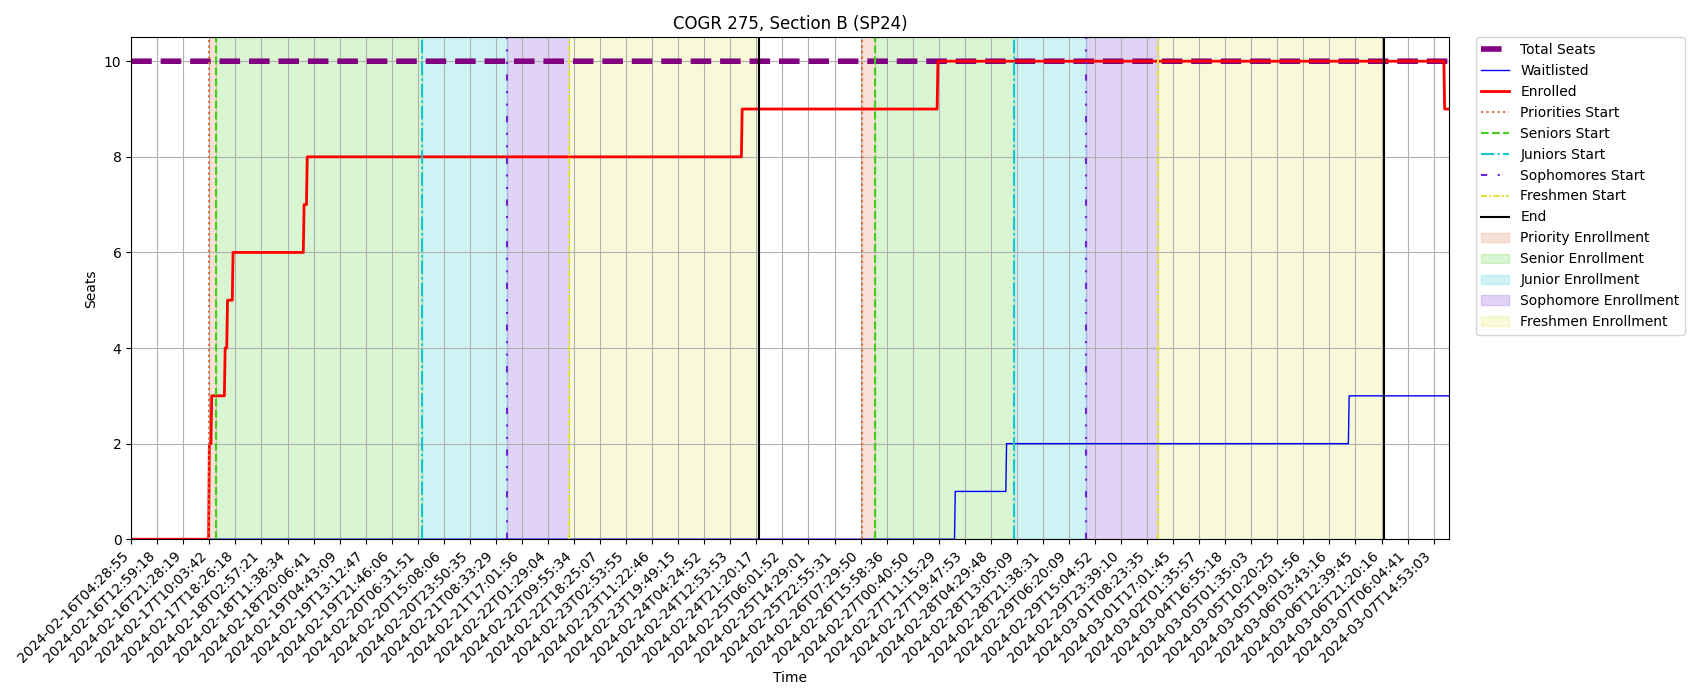 COGR 275, Section B (SP24)
Seats
10
8
6
4
2
0
2024-02-16T04:28:55
2024-02-16T12:59:18
2024-02-16T21:28:19
2024-02-17T10:03:42
2024-02-17T18:26:18
2024-02-18T02:57:21
2024-02-18T11:38:34
2024-02-18T20:06:41
2024-02-19T04:43:09
2024-02-19T13:12:47
2024-02-19T21:46:06
2024-02-20T06:31:51
2024-02-20T15:08:06
2024-02-20T23:50:35
2024-02-21T08:33:29
2024-02-21T17:01:56
2024-02-22T01:29:04
2024-02-22T09:55:34
2024-02-22T18:25:07
2024-02-23T02:53:55
2024-02-23T11:22:46
2024-02-23T19:49:15
2024-02-24T04:24:52
2024-02-24T12:53:53
2024-02-24T21:20:17
2024-02-25T06:01:52
2024-02-25T14:29:01
2024-02-25T22:55:31
2024-02-26T07:29:50
2024-02-26T15:58:36
2024-02-27T00:40:50
2024-02-27T11:15:29
2024-02-27T19:47:53
2024-02-28T04:29:48
2024-02-28T13:05:09
2024-02-28T21:38:31
2024-02-29T06:20:09
2024-02-29T15:04:52
2024-02-29T23:39:10
2024-03-01T08:23:35
2024-03-01T17:01:45
2024-03-02T01:35:57
2024-03-04T16:55:18
2024-03-05T01:35:03
2024-03-05T10:20:25
2024-03-05T19:01:56
2024-03-06T03:43:16
2024-03-06T12:39:45
2024-03-06T21:20:16
2024-03-07T06:04:41
2024-03-07T14:53:03
Time
Total Seats
Waitlisted
Enrolled
Priorities Start
Seniors Start
Juniors Start
Sophomores Start
Freshmen Start
End
Priority Enrollment
Senior Enrollment
Junior Enrollment
Sophomore Enrollment
Freshmen Enrollment